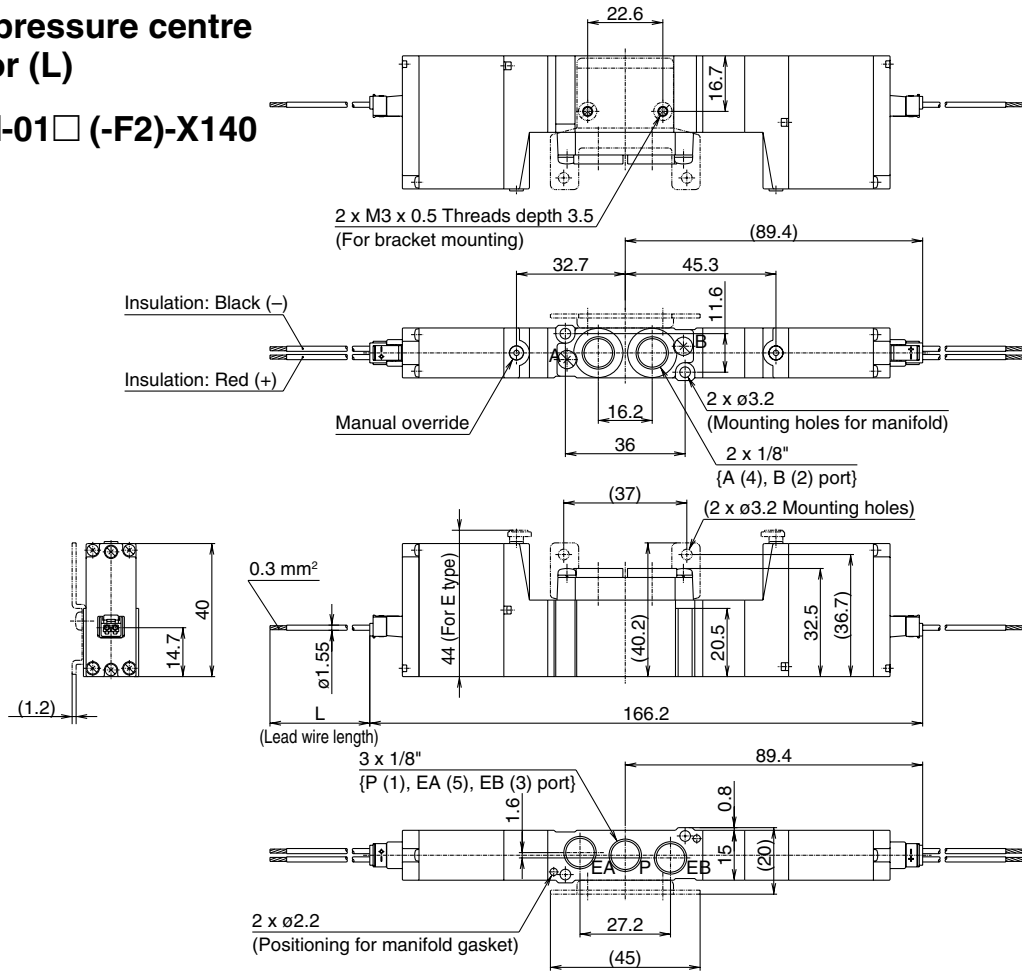 pressure centre
(L)
(-F2)-X140
22.6
16.7
2 x M3 x 0.5 Threads depth 3.5
(For bracket mounting)
(89.4)
32.7
45.3
11.6
Insulation: Black (–)
Insulation: Red (+)
A
B
Manual override
16.2
36
2 x ø3.2
(Mounting holes for manifold)
2 x 1/8"
{A (4), B (2) port}
(37)
(2 x ø3.2 Mounting holes)
0.3 mm²
40
14.7
(1.2)
ø1.55
44 (For E type)
(40.2)
20.5
32.5
(36.7)
L
(Lead wire length)
166.2
3 x 1/8"
{P (1), EA (5), EB (3) port}
89.4
1.6
0.8
15
(20)
EA
P
EB
2 x ø2.2
(Positioning for manifold gasket)
27.2
(45)